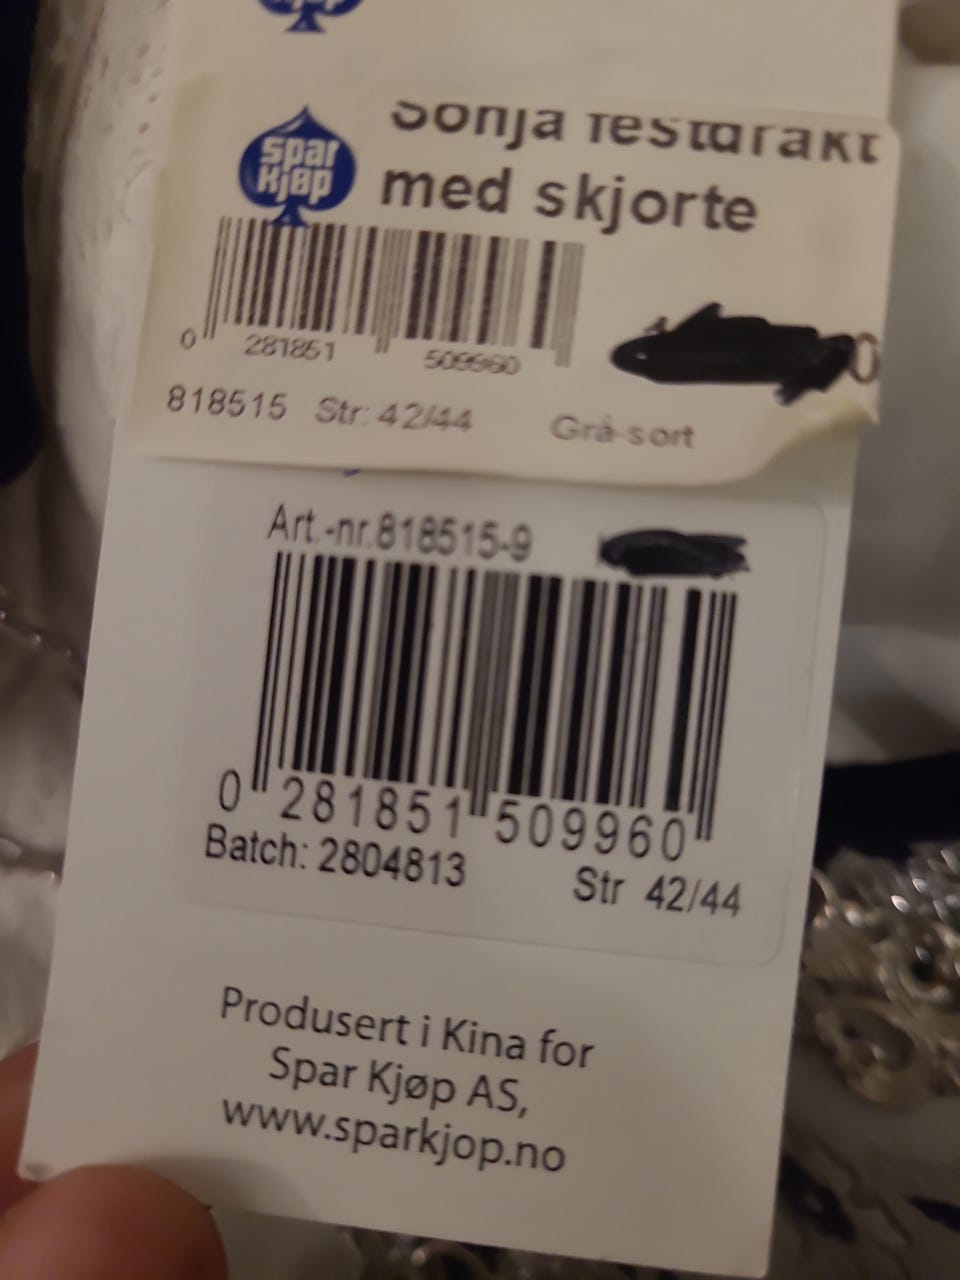 Sonja festdrakt
spar
kjøp
med skjorte
0 281851 509960
818515 Str: 42/44 Grå-sort
Art.-nr.818515-9
0 281851 509960
Batch: 2804813
Str 42/44
Produsert i Kina for
Spar Kjøp AS,
www.sparkjop.no